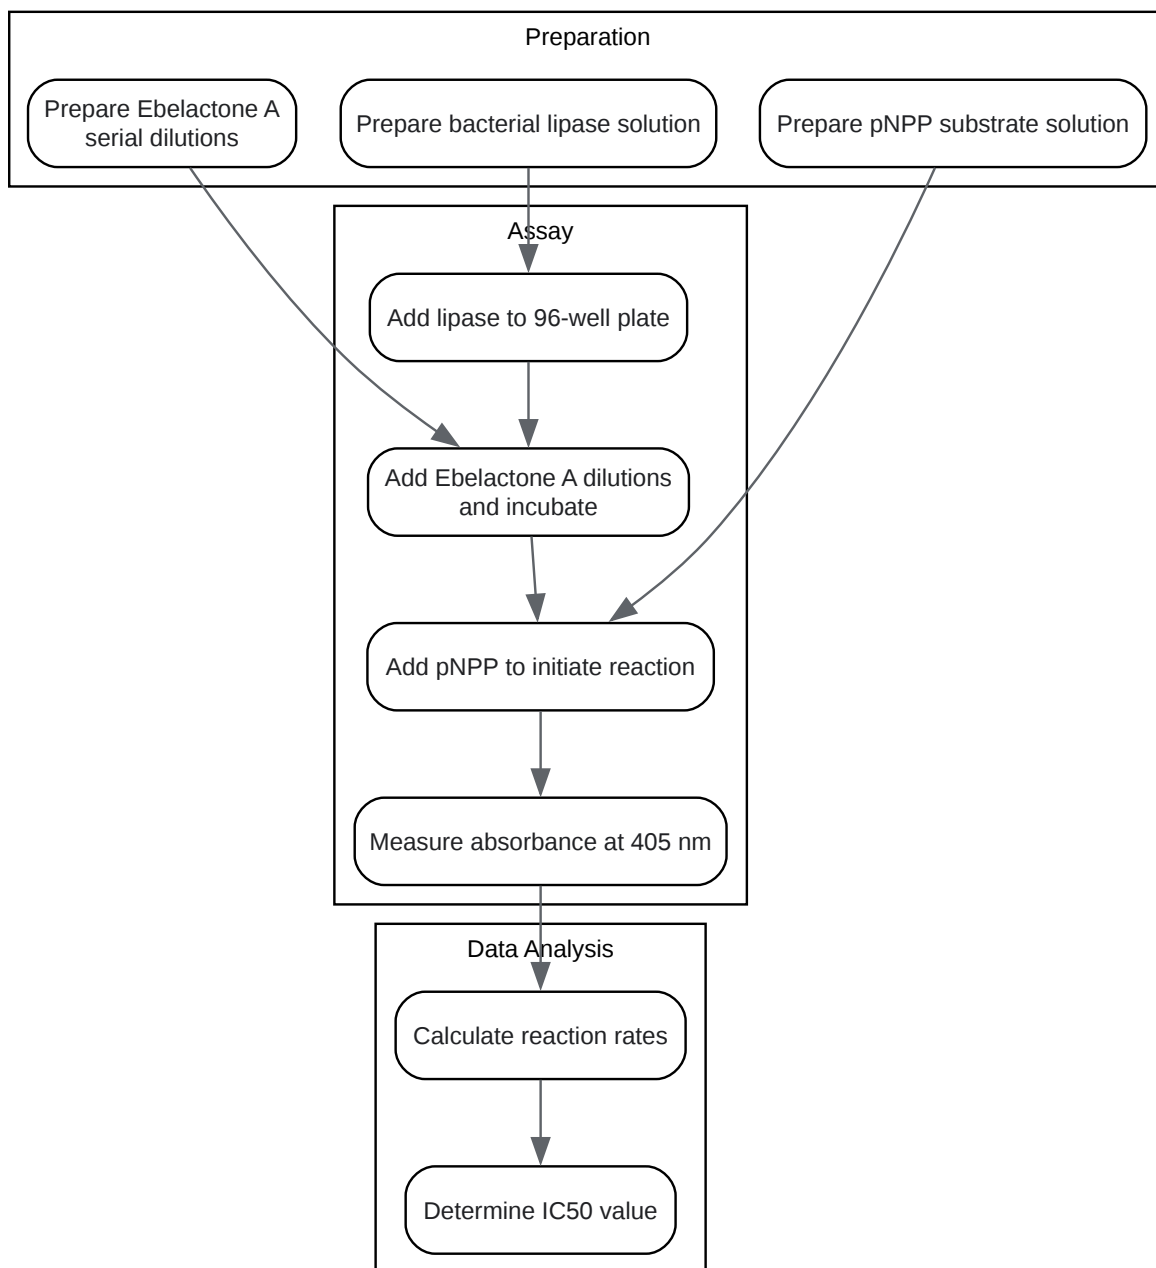 Preparation
Prepare Ebelactone A
serial dilutions
Prepare bacterial lipase solution
Prepare pNPP substrate solution
Assay
Add lipase to 96-well plate
Add Ebelactone A dilutions
and incubate
Add pNPP to initiate reaction
Measure absorbance at 405 nm
Data Analysis
Calculate reaction rates
Determine IC50 value